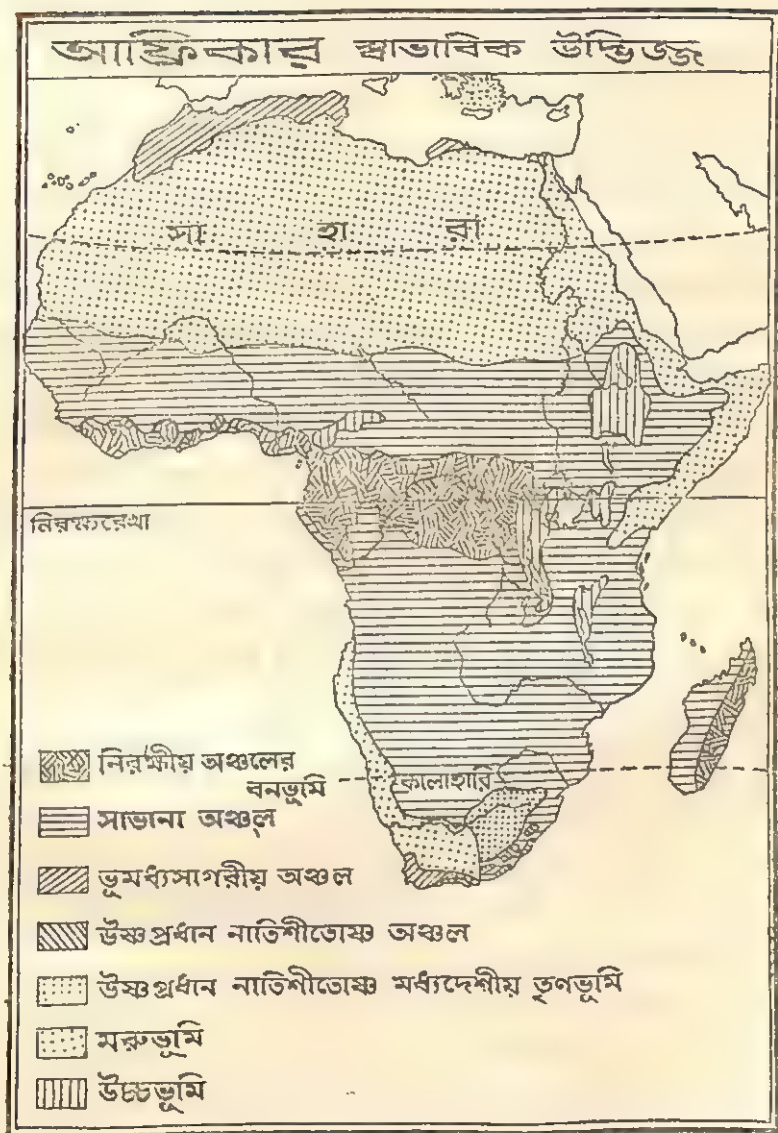 আফ্রিকার স্বাভাবিক উদ্ভিজ্জ
সা হা রা
নিরক্ষরেখা
কালাহারি
নিরক্ষীয় অঞ্চলের
বনভূমি
সাভানা অঞ্চল
ভূমধ্যসাগরীয় অঞ্চল
উষ্ণপ্রধান নাতিশীতোষ্ণ অঞ্চল
উষ্ণপ্রধান নাতিশীতোষ্ণ মধ্যদেশীয় তৃণভূমি
মরুভূমি
উচ্চভূমি